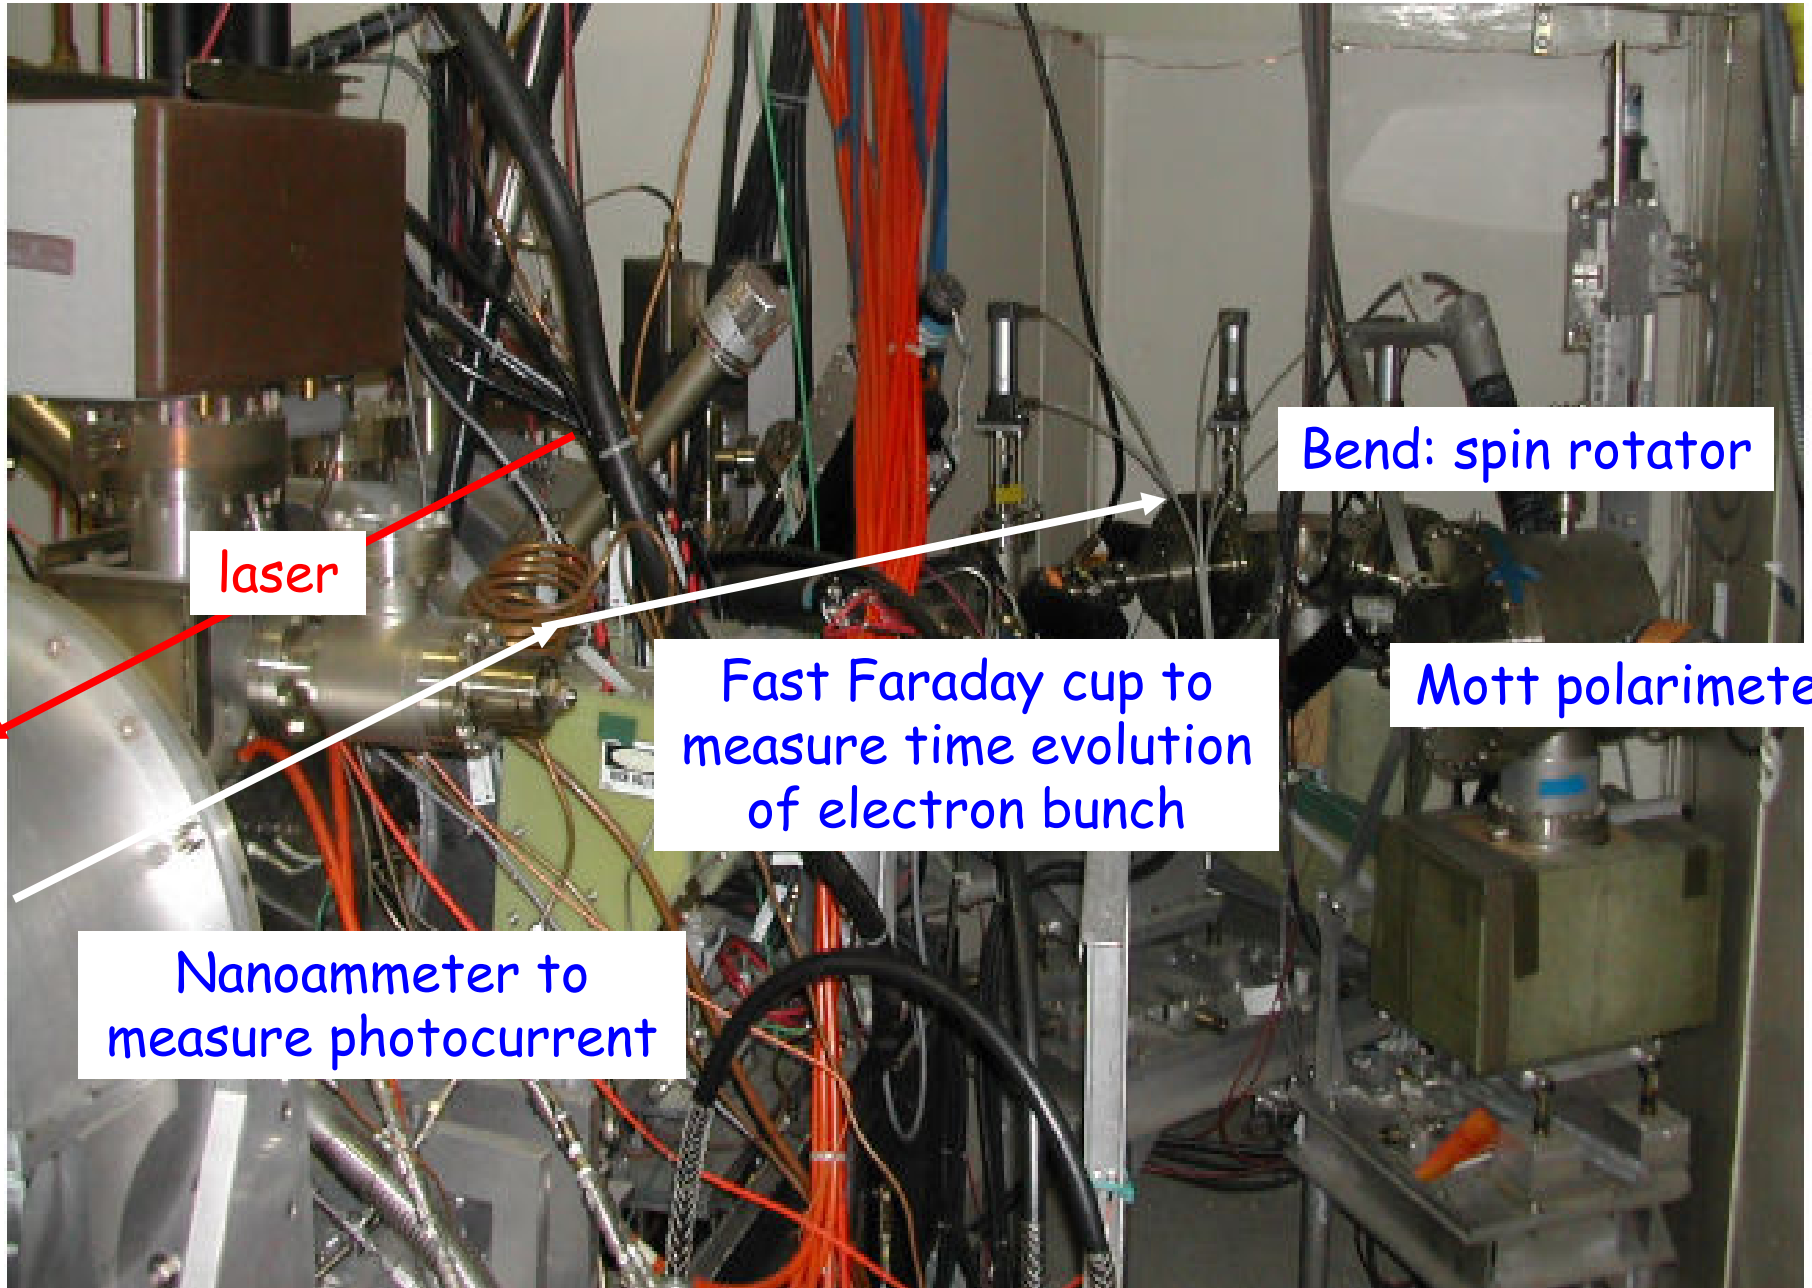 Bend: spin rotator
laser
Fast Faraday cup to
measure time evolution
of electron bunch
Mott polarimete
Nanoammeter to
measure photocurrent